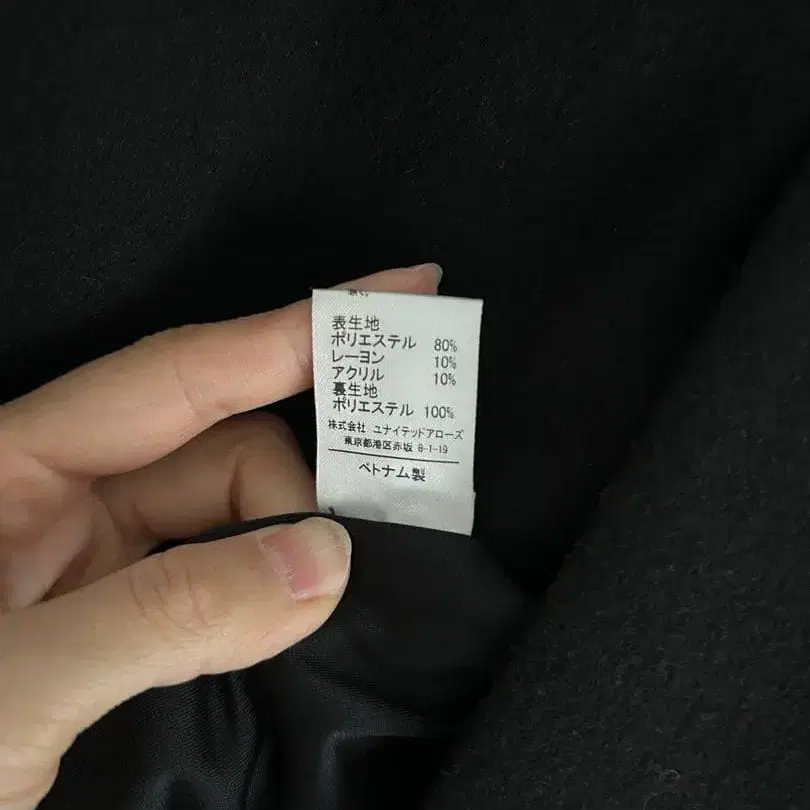 表生地
ポリエステル 80%
レーヨン 10%
アクリル 10%
裏生地
ポリエステル 100%
株式会社 ユナイテッドアローズ
東京都港区赤坂 8-1-19
ベトナム製